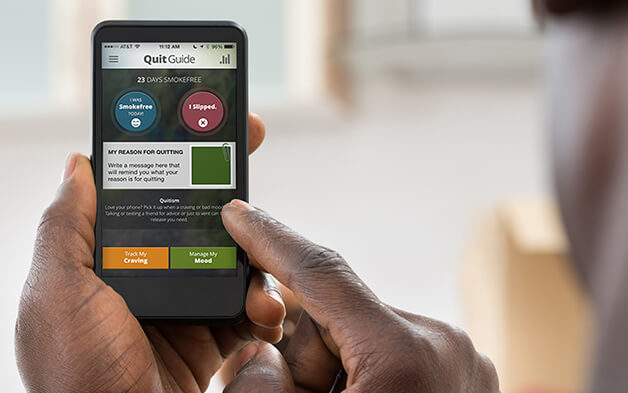 AT&T 11:12 AM 96%
QuitGuide
23 DAYS SMOKEFREE
I WAS
Smokefree
TODAY!
I Slipped.
MY REASON FOR QUITTING
Write a message here that
will remind you what your
reason is for quitting
Quitism
Love your phone? Pick it up when a craving or bad mood
Talking or texting a friend for advice or just to vent can
release you need.
Track My
Craving
Manage My
Mood